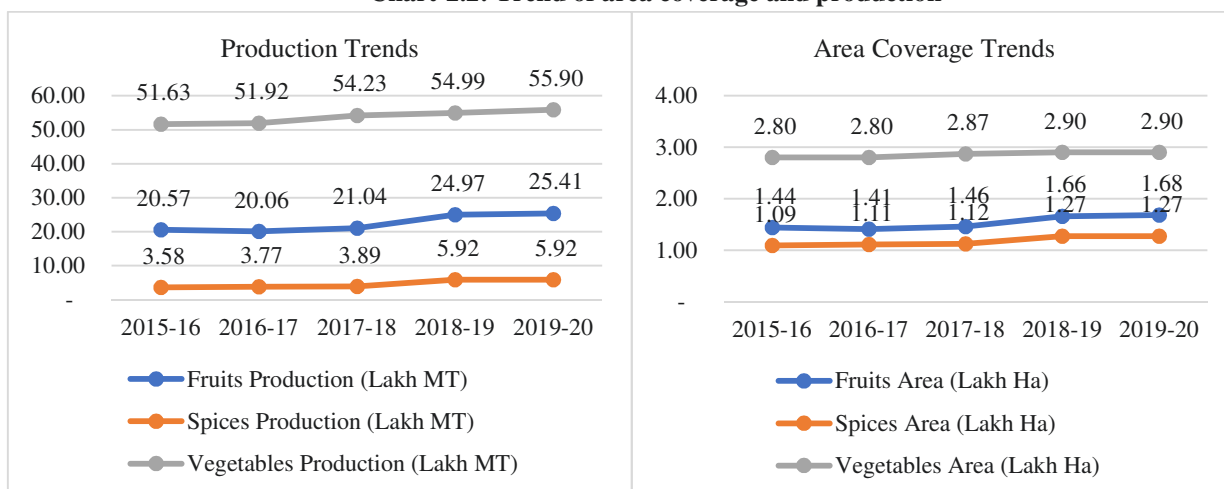 Production Trends
60.00
50.00
40.00
30.00
20.00
10.00
-
51.63 51.92 54.23 54.99 55.90
20.57 20.06 21.04 24.97 25.41
3.58 3.77 3.89 5.92 5.92
2015-16 2016-17 2017-18 2018-19 2019-20
Fruits Production (Lakh MT)
Spices Production (Lakh MT)
Vegetables Production (Lakh MT)
Area Coverage Trends
4.00
3.00
2.00
1.00
-
2.80 2.80 2.87 2.90 2.90
1.44 1.41 1.46 1.66 1.68
1.09 1.11 1.12 1.27 1.27
2015-16 2016-17 2017-18 2018-19 2019-20
Fruits Area (Lakh Ha)
Spices Area (Lakh Ha)
Vegetables Area (Lakh Ha)